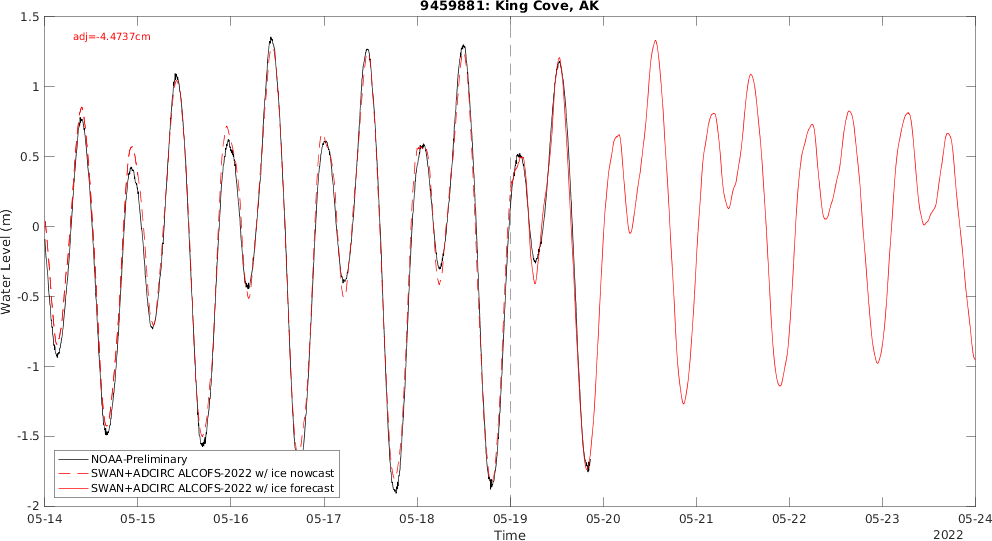 9459881: King Cove, AK
adj=-4.4737cm
Water Level (m)
1.5
1
0.5
0
-0.5
-1
-1.5
-2
NOAA-Preliminary
SWAN+ADCIRC ALCOFS-2022 w/ ice nowcast
SWAN+ADCIRC ALCOFS-2022 w/ ice forecast
05-14 05-15 05-16 05-17 05-18 05-19 05-20 05-21 05-22 05-23 05-24
Time
2022